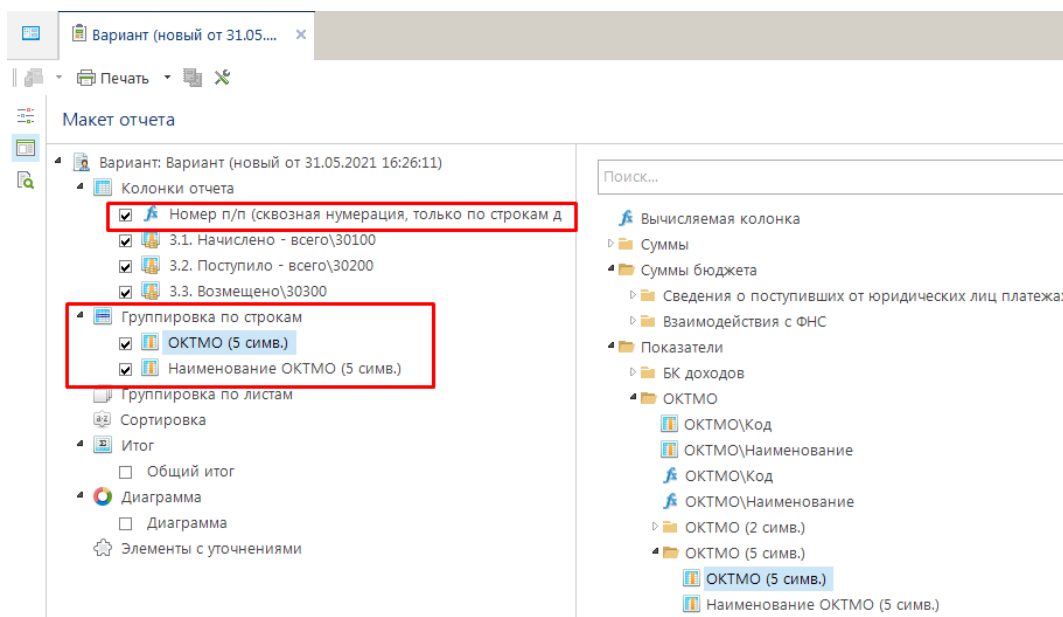 Вариант (новый от 31.05....
Печать
Макет отчета
Вариант: Вариант (новый от 31.05.2021 16:26:11)
Колонки отчета
Номер п/п (сквозная нумерация, только по строкам д
3.1. Начислено - всего\30100
3.2. Поступило - всего\30200
3.3. Возмещено\30300
Группировка по строкам
ОКТМО (5 симв.)
Наименование ОКТМО (5 симв.)
Группировка по листам
Сортировка
Итог
Общий итог
Диаграмма
Диаграмма
Элементы с уточнениями
Поиск...
Вычисляемая колонка
Суммы
Суммы бюджета
Сведения о поступивших от юридических лиц платежа
Взаимодействия с ФНС
Показатели
БК доходов
ОКТМО
ОКТМО\Код
ОКТМО\Наименование
ОКТМО\Код
ОКТМО\Наименование
ОКТМО (2 симв.)
ОКТМО (5 симв.)
ОКТМО (5 симв.)
Наименование ОКТМО (5 симв.)